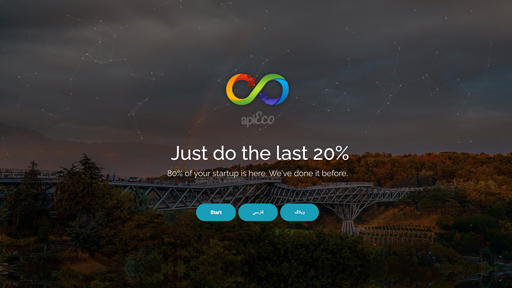 apiEco
Just do the last 20%
80% of your startup is here. We've done it before.
Start
فارسی
وبلاگ